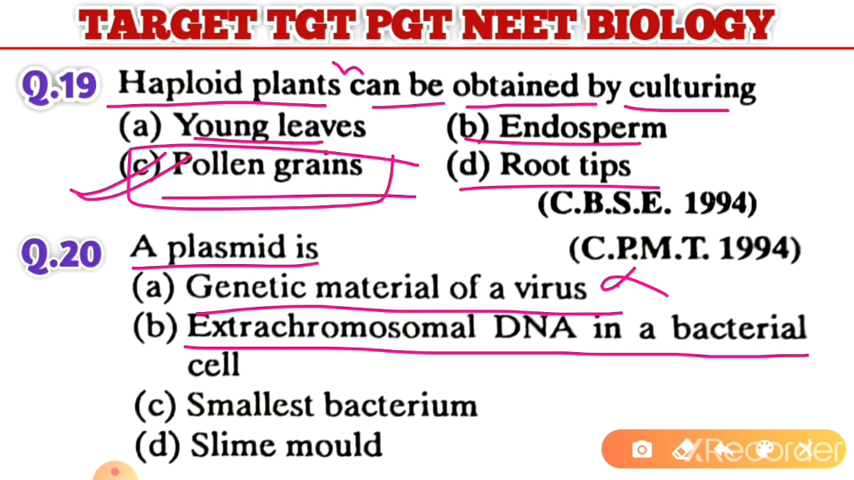 TARGET TGT PGT NEET BIOLOGY
Q.19 Haploid plants can be obtained by culturing
(a) Young leaves (b) Endosperm
(c) Pollen grains (d) Root tips
(C.B.S.E. 1994)
Q.20 A plasmid is (C.P.M.T. 1994)
(a) Genetic material of a virus
(b) Extrachromosomal DNA in a bacterial
cell
(c) Smallest bacterium
(d) Slime mould
XRecorder